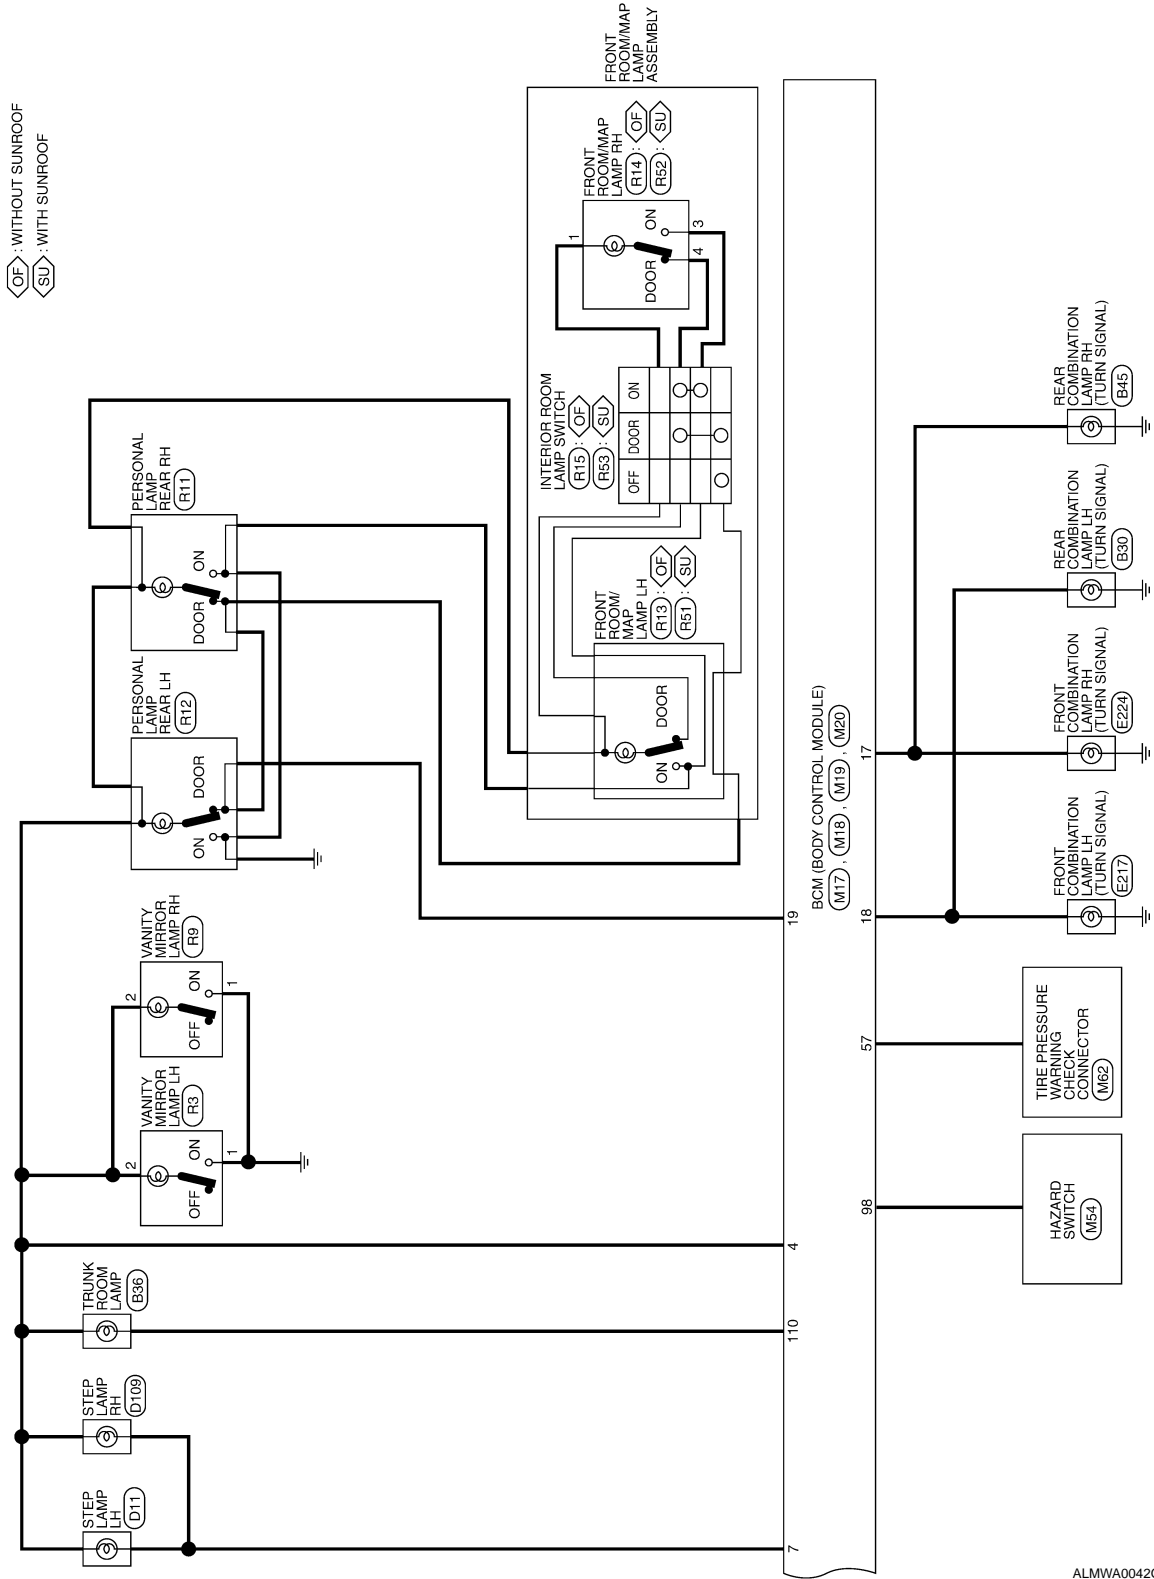 OF : WITHOUT SUNROOF
SU : WITH SUNROOF
STEP
LAMP
LH
D11
STEP
LAMP
RH
D109
TRUNK
ROOM
LAMP
B36
VANITY
MIRROR
LAMP LH
R3
2
OFF
ON
1
VANITY
MIRROR
LAMP RH
R9
2
OFF
ON
1
PERSONAL
LAMP
REAR LH
R12
ON
DOOR
PERSONAL
LAMP
REAR RH
R11
DOOR
ON
FRONT
ROOM/MAP
LAMP
ASSEMBLY
FRONT
ROOM/
MAP
LAMP LH
R13 : OF
R51 : SU
ON
DOOR
INTERIOR ROOM
LAMP SWITCH
R15 : OF
R53 : SU
OFF
DOOR
ON
FRONT
ROOM/MAP
LAMP RH
R14 : OF
R52 : SU
1
DOOR
ON
4
3
7
110
4
19
BCM (BODY CONTROL MODULE)
M17 , M18 , M19 , M20
98
57
18
17
HAZARD
SWITCH
M54
TIRE PRESSURE
WARNING
CHECK
CONNECTOR
M62
FRONT
COMBINATION
LAMP LH
(TURN SIGNAL)
E217
FRONT
COMBINATION
LAMP RH
(TURN SIGNAL)
E224
REAR
COMBINATION
LAMP LH
(TURN SIGNAL)
B30
REAR
COMBINATION
LAMP RH
(TURN SIGNAL)
B45